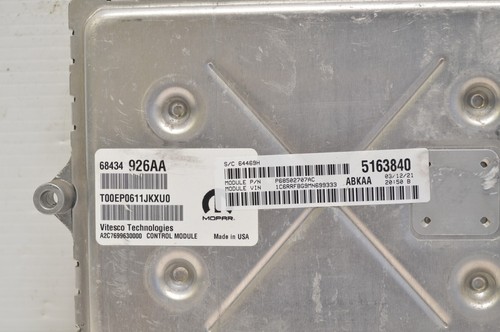 68434 926AA
T00EP0611JKXU0
MOPAR
Vitesco Technologies
A2C7699630000 CONTROL MODULE
Made in USA
S/C 64469H
5163840
MODULE P/N P68502707AC
03/12/21
MODULE VIN 1C6RRFBG9MN699333 ABKAA 20:50 B